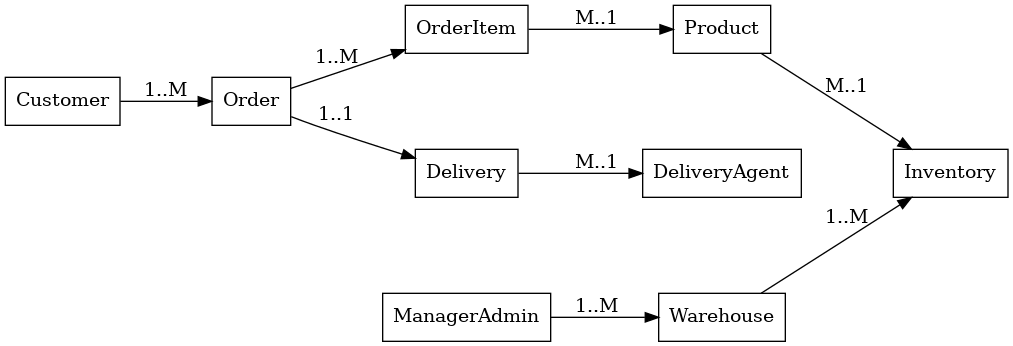 OrderItem
M..1
Product
1..M
M..1
Customer
1..M
Order
1..1
Delivery
M..1
DeliveryAgent
Inventory
1..M
ManagerAdmin
1..M
Warehouse